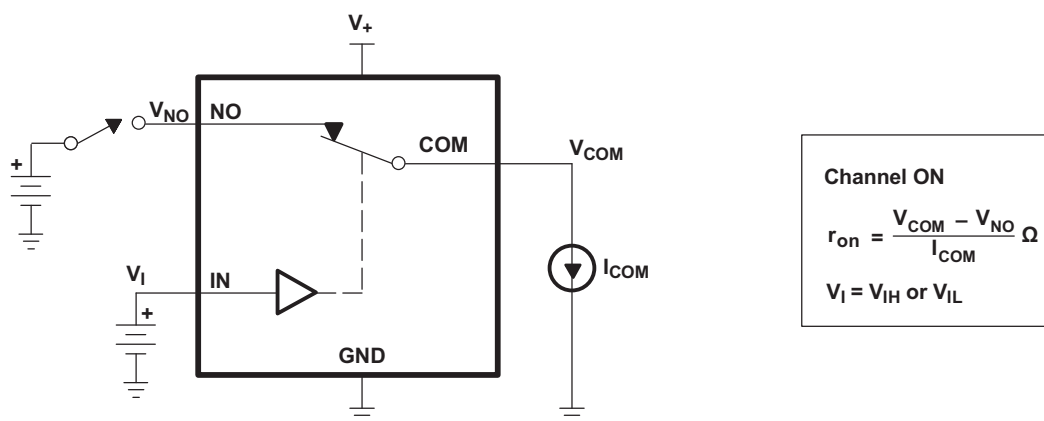 V+
VNO NO
COM
VCOM
+
Channel ON
ron = VCOM – VNO / ICOM Ω
VI = VIH or VIL
ICOM
VI IN
+
GND